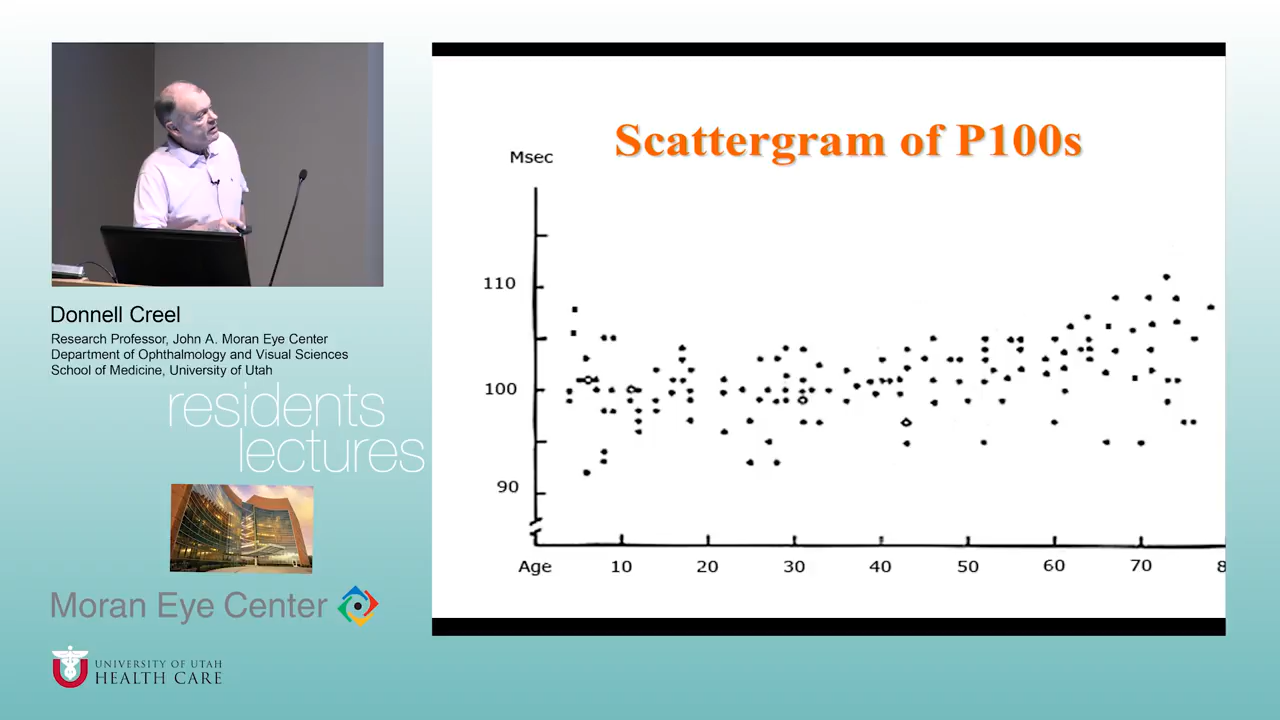 Donnell Creel
Research Professor, John A. Moran Eye Center
Department of Ophthalmology and Visual Sciences
School of Medicine, University of Utah
residents
lectures
Moran Eye Center
UNIVERSITY OF UTAH
HEALTH CARE
Scattergram of P100s
Msec
110
100
90
Age 10 20 30 40 50 60 70 8